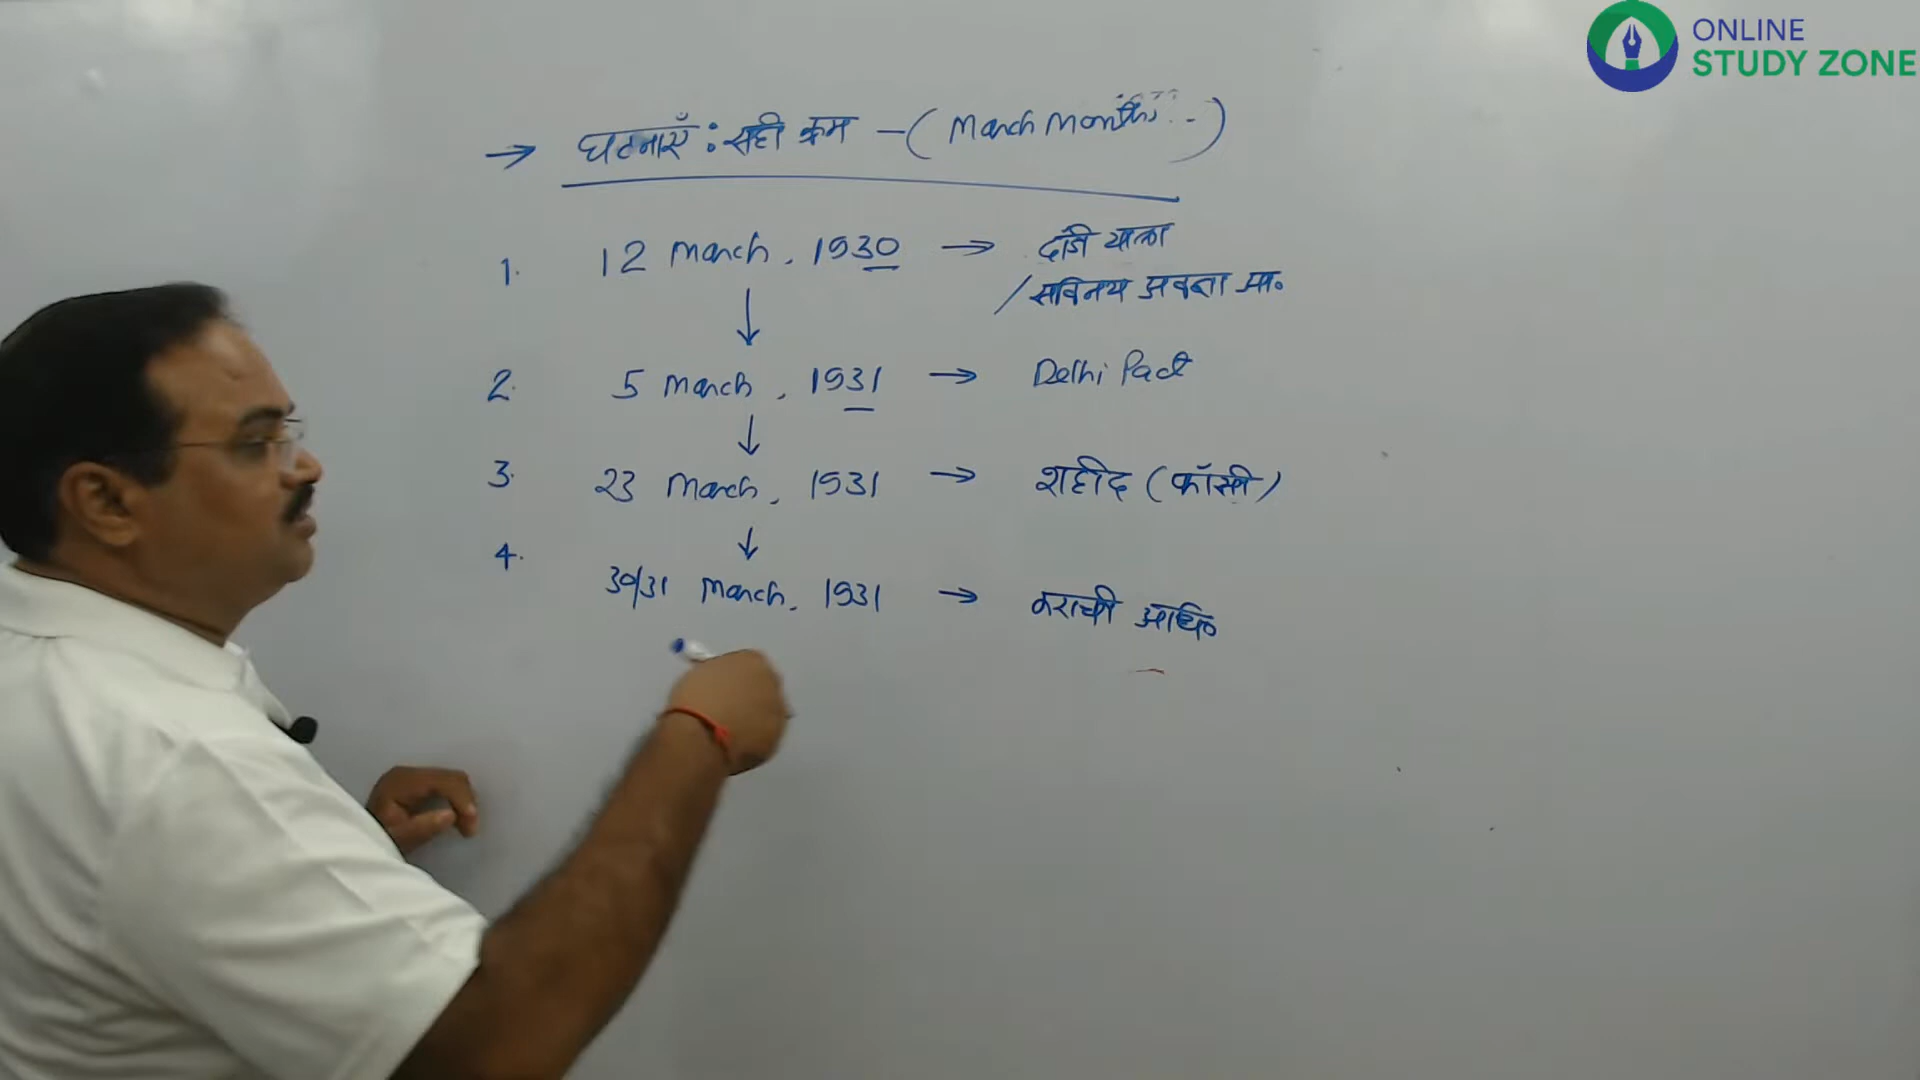 ONLINE
STUDY ZONE
→ घटनाएँ : सही क्रम - (March Month
1. 12 March, 1930 → दांडी यात्रा
/ सविनय अवज्ञा आ०
2. 5 March, 1931 → Delhi Pact
3. 23 March, 1931 → शहीद (फाँसी)
4. 30/31 March, 1931 → कराची अधि०